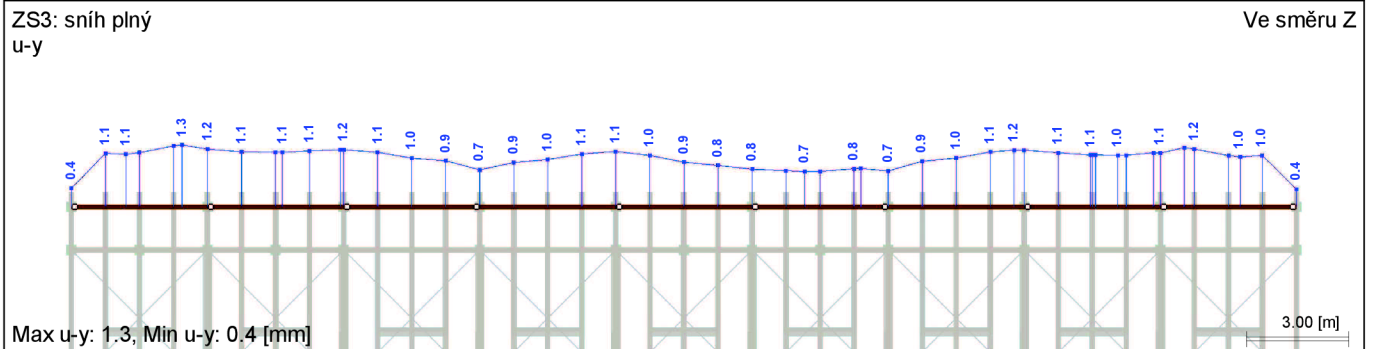 ZS3: sníh plný
Ve směru Z
u-y
0.4 1.1 1.1 1.3 1.2 1.1 1.1 1.1 1.2 1.1 1.0 0.9 0.7 0.9 1.0 1.1 1.1 1.0 0.9 0.8 0.8 0.7 0.8 0.7 0.9 1.0 1.1 1.2 1.1 1.1 1.0 1.1 1.2 1.0 1.0 0.4
Max u-y: 1.3, Min u-y: 0.4 [mm]
3.00 [m]